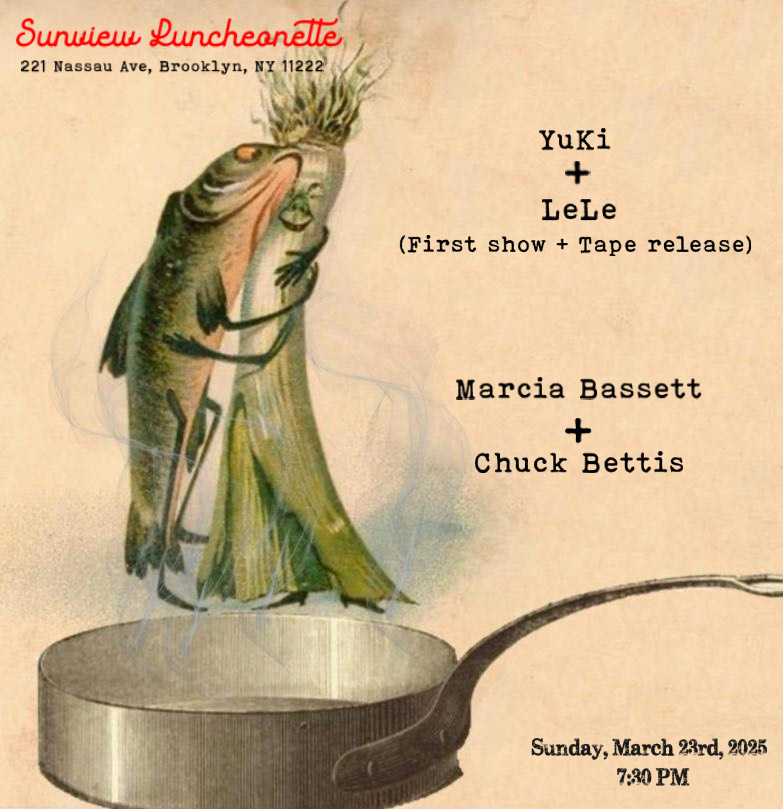 Sunview Luncheonette
221 Nassau Ave, Brooklyn, NY 11222
YuKi
+
LeLe
(First show + Tape release)
Marcia Bassett
+
Chuck Bettis
Sunday, March 23rd, 2025
7:30 PM